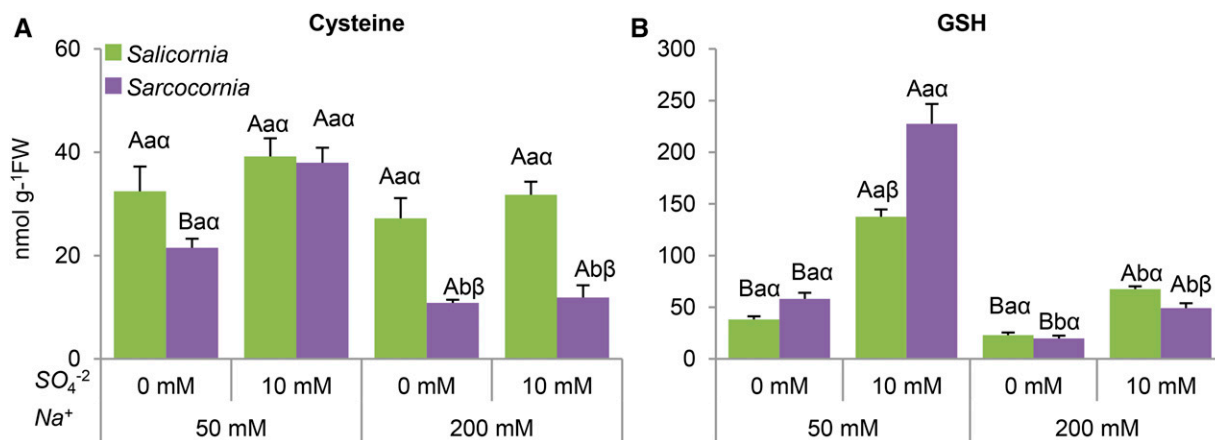 A Cysteine
60
40
20
0
nmol g-¹FW
Salicornia
Sarcocornia
Aaα Baα Aaα Aaα Aaα Abβ Aaα Abβ
SO₄⁻² 0 mM 10 mM 0 mM 10 mM
Na⁺ 50 mM 200 mM
B GSH
300
250
200
150
100
50
0
Baα Baα Aaβ Aaα Baα Bbα Abα Abβ
0 mM 10 mM 0 mM 10 mM
50 mM 200 mM